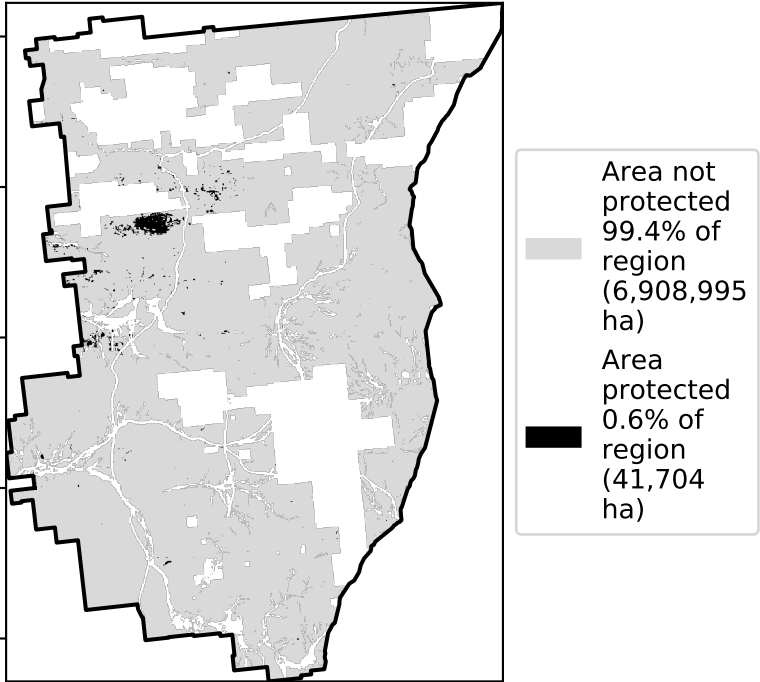 Area not
protected
99.4% of
region
(6,908,995
ha)
Area
protected
0.6% of
region
(41,704
ha)